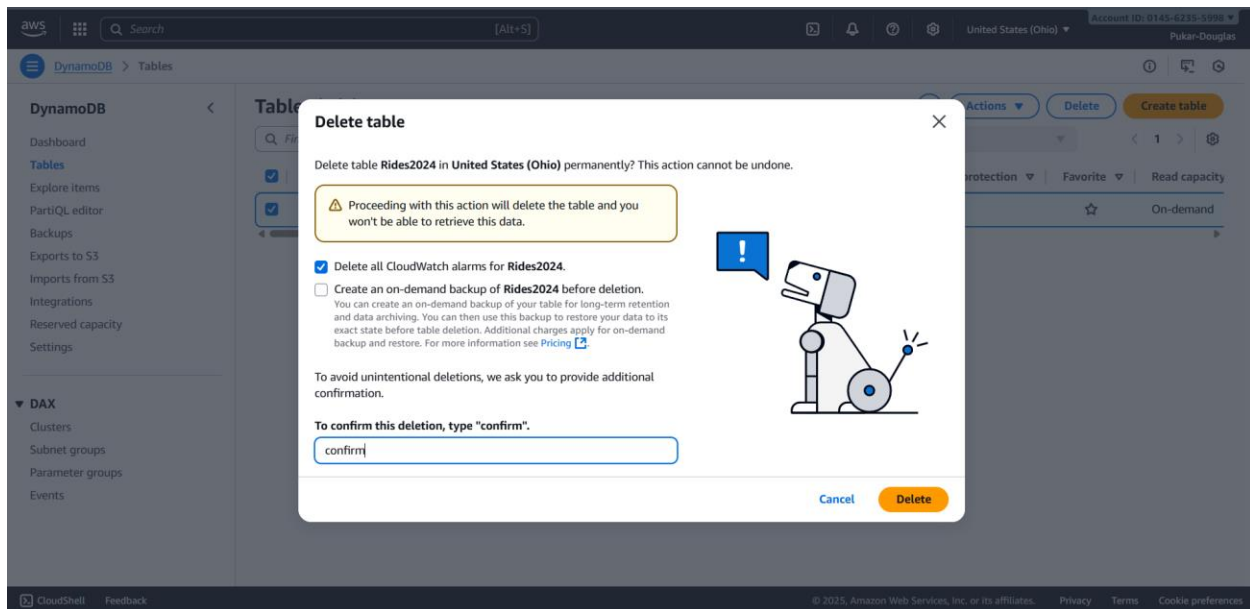 aws
Search
[Alt+S]
United States (Ohio)
Account ID: 0145-6235-5998
Pukar-Douglas
DynamoDB > Tables
DynamoDB
Dashboard
Tables
Explore items
PartiQL editor
Backups
Exports to S3
Imports from S3
Integrations
Reserved capacity
Settings
DAX
Clusters
Subnet groups
Parameter groups
Events
Actions
Delete
Create table
1
protection
Favorite
Read capacity
On-demand
Delete table
Delete table Rides2024 in United States (Ohio) permanently? This action cannot be undone.
Proceeding with this action will delete the table and you
won't be able to retrieve this data.
Delete all CloudWatch alarms for Rides2024.
Create an on-demand backup of Rides2024 before deletion.
You can create an on-demand backup of your table for long-term retention
and data archiving. You can then use this backup to restore your data to its
exact state before table deletion. Additional charges apply for on-demand
backup and restore. For more information see Pricing
To avoid unintentional deletions, we ask you to provide additional
confirmation.
To confirm this deletion, type "confirm".
confirm
!
Cancel
Delete
CloudShell
Feedback
© 2025, Amazon Web Services, Inc. or its affiliates.
Privacy
Terms
Cookie preferences